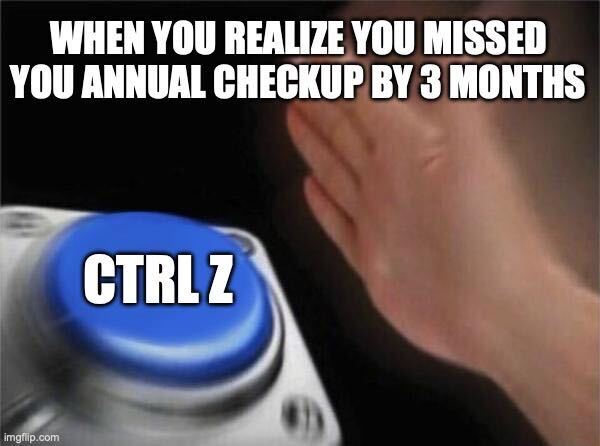 WHEN YOU REALIZE YOU MISSED
YOU ANNUAL CHECKUP BY 3 MONTHS
CTRL Z
imgflip.com